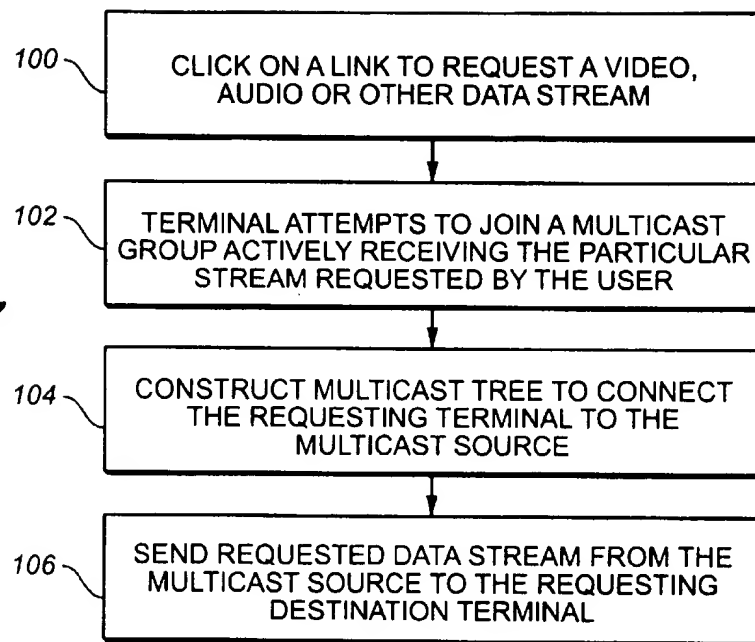 100
CLICK ON A LINK TO REQUEST A VIDEO,
AUDIO OR OTHER DATA STREAM
102
TERMINAL ATTEMPTS TO JOIN A MULTICAST
GROUP ACTIVELY RECEIVING THE PARTICULAR
STREAM REQUESTED BY THE USER
104
CONSTRUCT MULTICAST TREE TO CONNECT
THE REQUESTING TERMINAL TO THE
MULTICAST SOURCE
106
SEND REQUESTED DATA STREAM FROM THE
MULTICAST SOURCE TO THE REQUESTING
DESTINATION TERMINAL